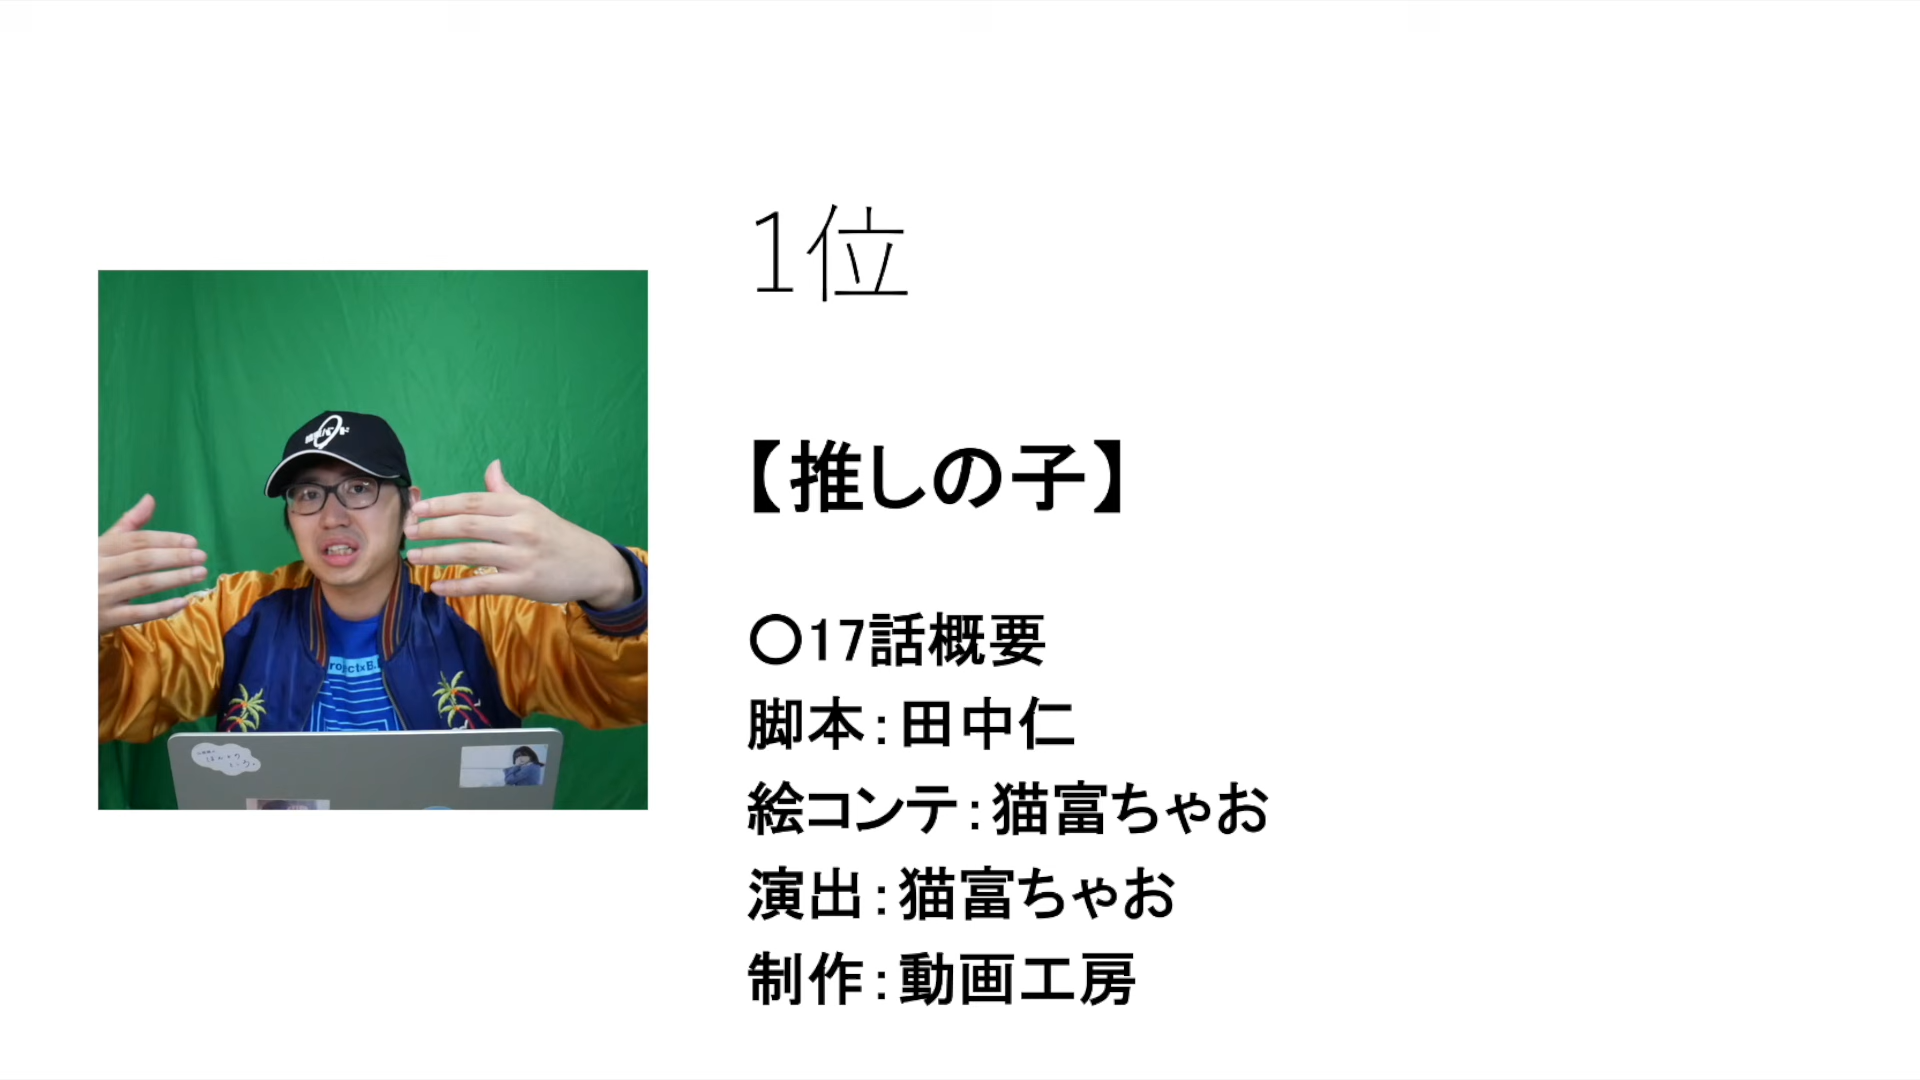 1位
【推しの子】
〇17話概要
脚本：田中仁
絵コンテ：猫富ちゃお
演出：猫富ちゃお
制作：動画工房